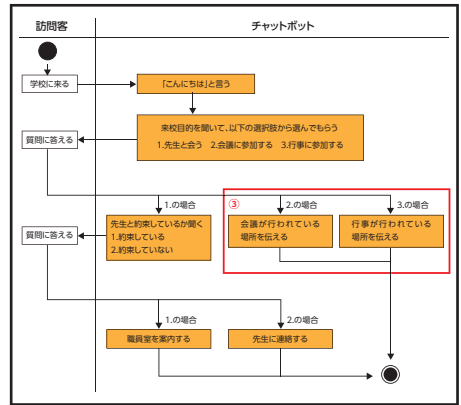 訪問客
チャットボット
学校に来る
「こんにちは」と言う
来校目的を聞いて、以下の選択肢から選んでもらう
1.先生と会う 2.会議に参加する 3.行事に参加する
質問に答える
1.の場合
③
2.の場合
3.の場合
先生と約束しているか聞く
1.約束している
2.約束していない
会議が行われている
場所を伝える
行事が行われている
場所を伝える
質問に答える
1.の場合
2.の場合
職員室を案内する
先生に連絡する